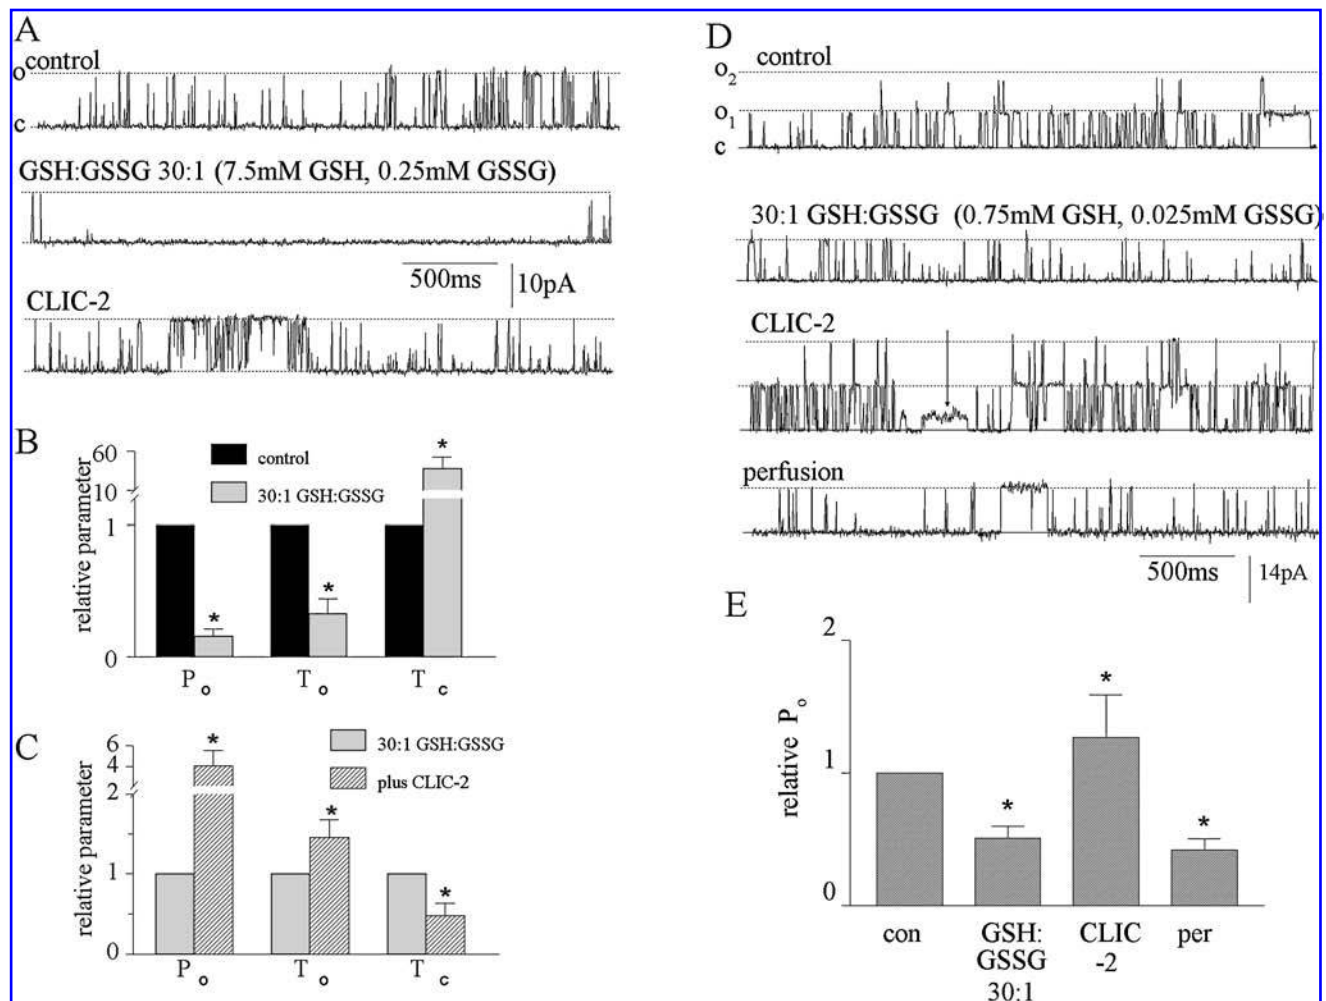 A
control
o
c
GSH:GSSG 30:1 (7.5mM GSH, 0.25mM GSSG)
500ms
10pA
CLIC-2
B
relative parameter
60
10
1
0
control
30:1 GSH:GSSG
*
*
*
P o
T o
T c
C
relative parameter
6
4
2
1
0
30:1 GSH:GSSG
plus CLIC-2
*
*
*
P o
T o
T c
D
control
o2
o1
c
30:1 GSH:GSSG (0.75mM GSH, 0.025mM GSSG)
CLIC-2
perfusion
500ms
14pA
E
relative Po
2
1
0
*
*
*
con
GSH:
GSSG
30:1
CLIC
-2
per